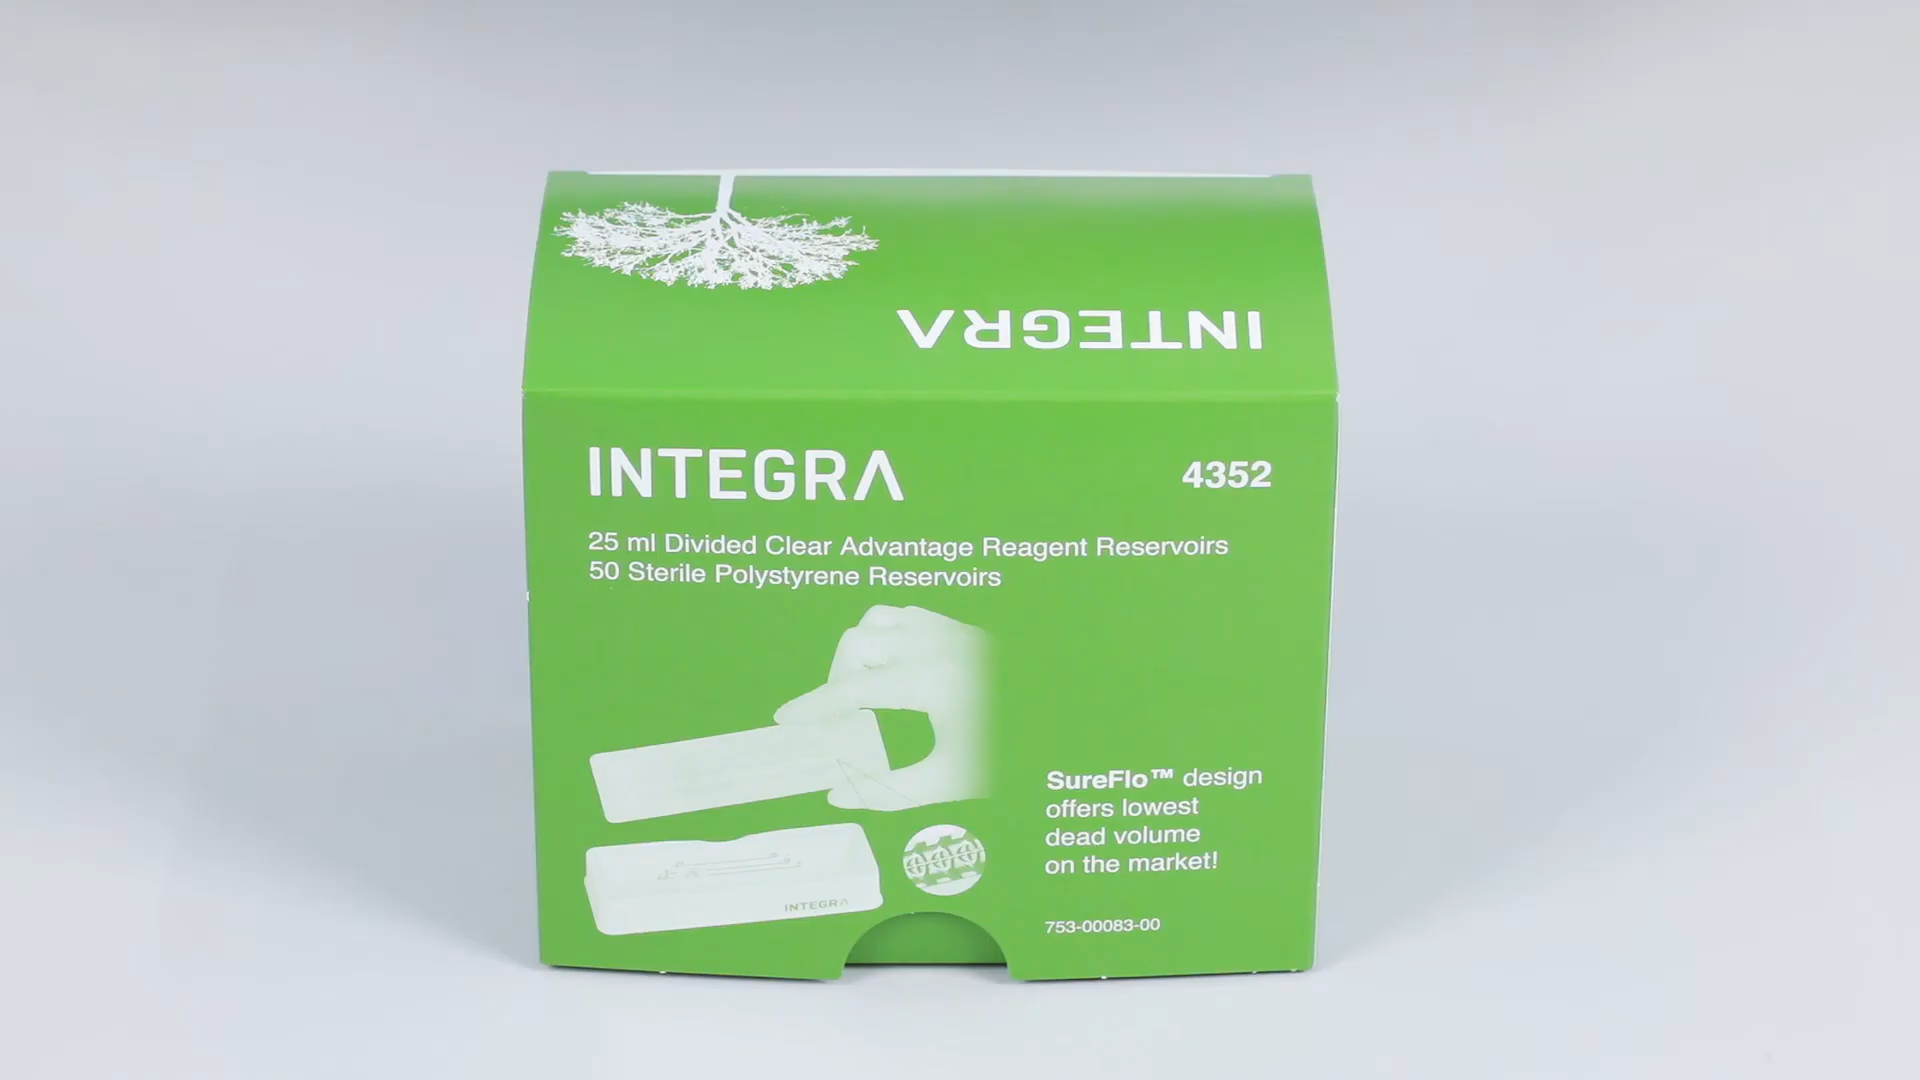 INTEGRA
INTEGRA
4352
25 ml Divided Clear Advantage Reagent Reservoirs
50 Sterile Polystyrene Reservoirs
SureFlo™ design
offers lowest
dead volume
on the market!
INTEGRA
753-00083-00